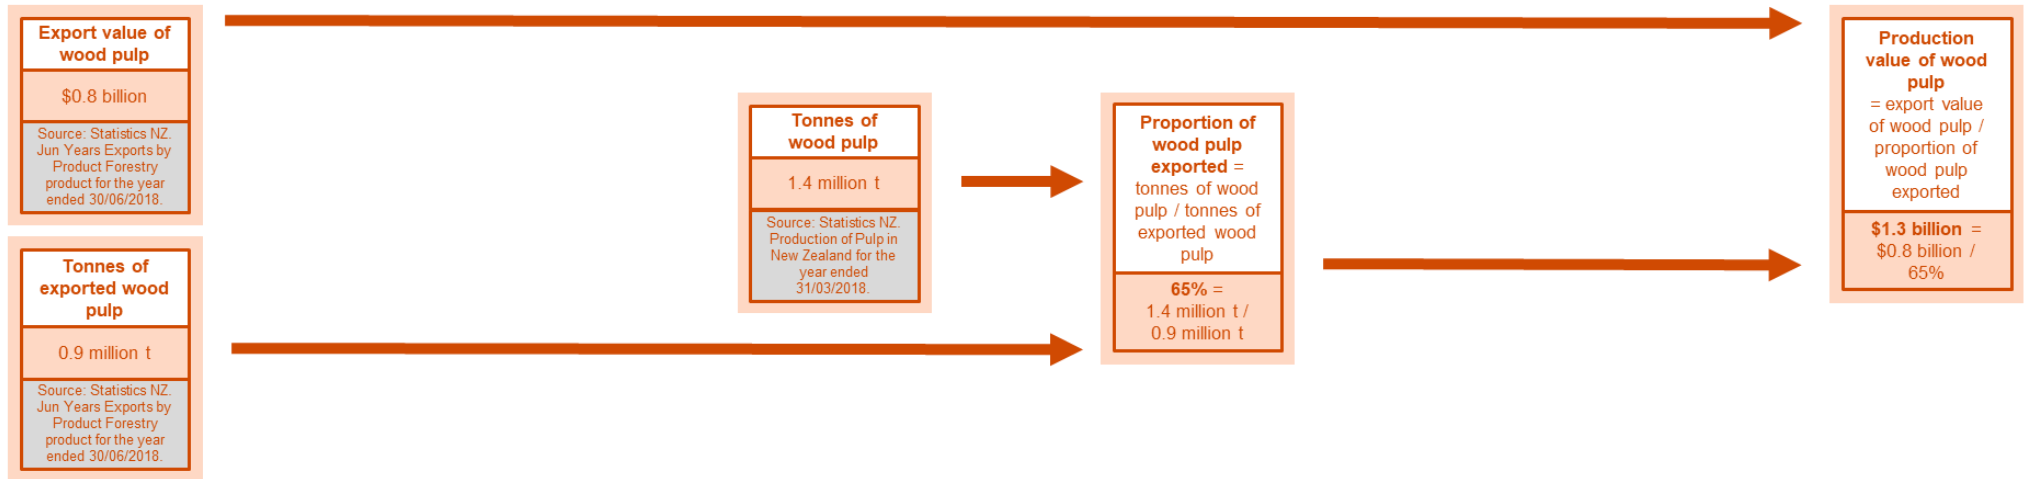 Export value of
wood pulp
$0.8 billion
Source: Statistics NZ.
Jun Years Exports by
Product Forestry
product for the year
ended 30/06/2018.
Tonnes of
exported wood
pulp
0.9 million t
Source: Statistics NZ.
Jun Years Exports by
Product Forestry
product for the year
ended 30/06/2018.
Tonnes of
wood pulp
1.4 million t
Source: Statistics NZ.
Production of Pulp in
New Zealand for the
year ended
31/03/2018.
Proportion of
wood pulp
exported =
tonnes of wood
pulp / tonnes of
exported wood
pulp
65% =
1.4 million t /
0.9 million t
Production
value of wood
pulp
= export value
of wood pulp /
proportion of
wood pulp
exported
$1.3 billion =
$0.8 billion /
65%